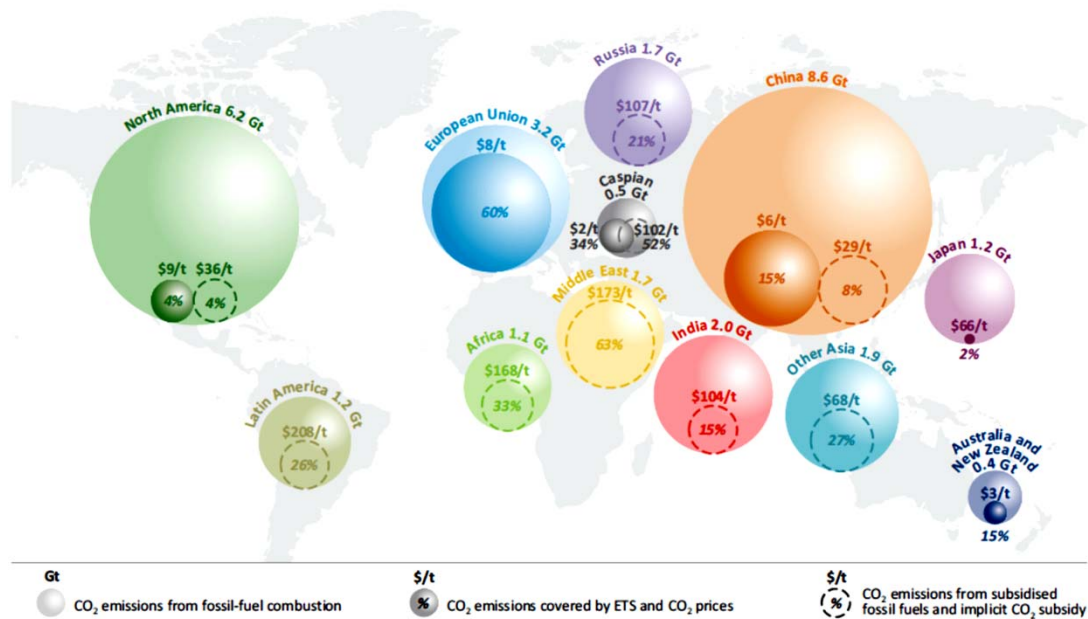 North America 6.2 Gt
$9/t $36/t
4% 4%
European Union 3.2 Gt
$8/t
60%
Russia 1.7 Gt
$107/t
21%
Caspian
0.5 Gt
$2/t $102/t
34% 52%
China 8.6 Gt
$6/t
15%
$29/t
8%
Japan 1.2 Gt
$66/t
2%
Middle East 1.7 Gt
$173/t
63%
Africa 1.1 Gt
$168/t
33%
India 2.0 Gt
$104/t
15%
Other Asia 1.9 Gt
$68/t
27%
Latin America 1.2 Gt
$208/t
26%
Australia and
New Zealand
0.4 Gt
$3/t
15%
Gt
CO₂ emissions from fossil-fuel combustion
$/t
% CO₂ emissions covered by ETS and CO₂ prices
$/t
% CO₂ emissions from subsidised
fossil fuels and implicit CO₂ subsidy